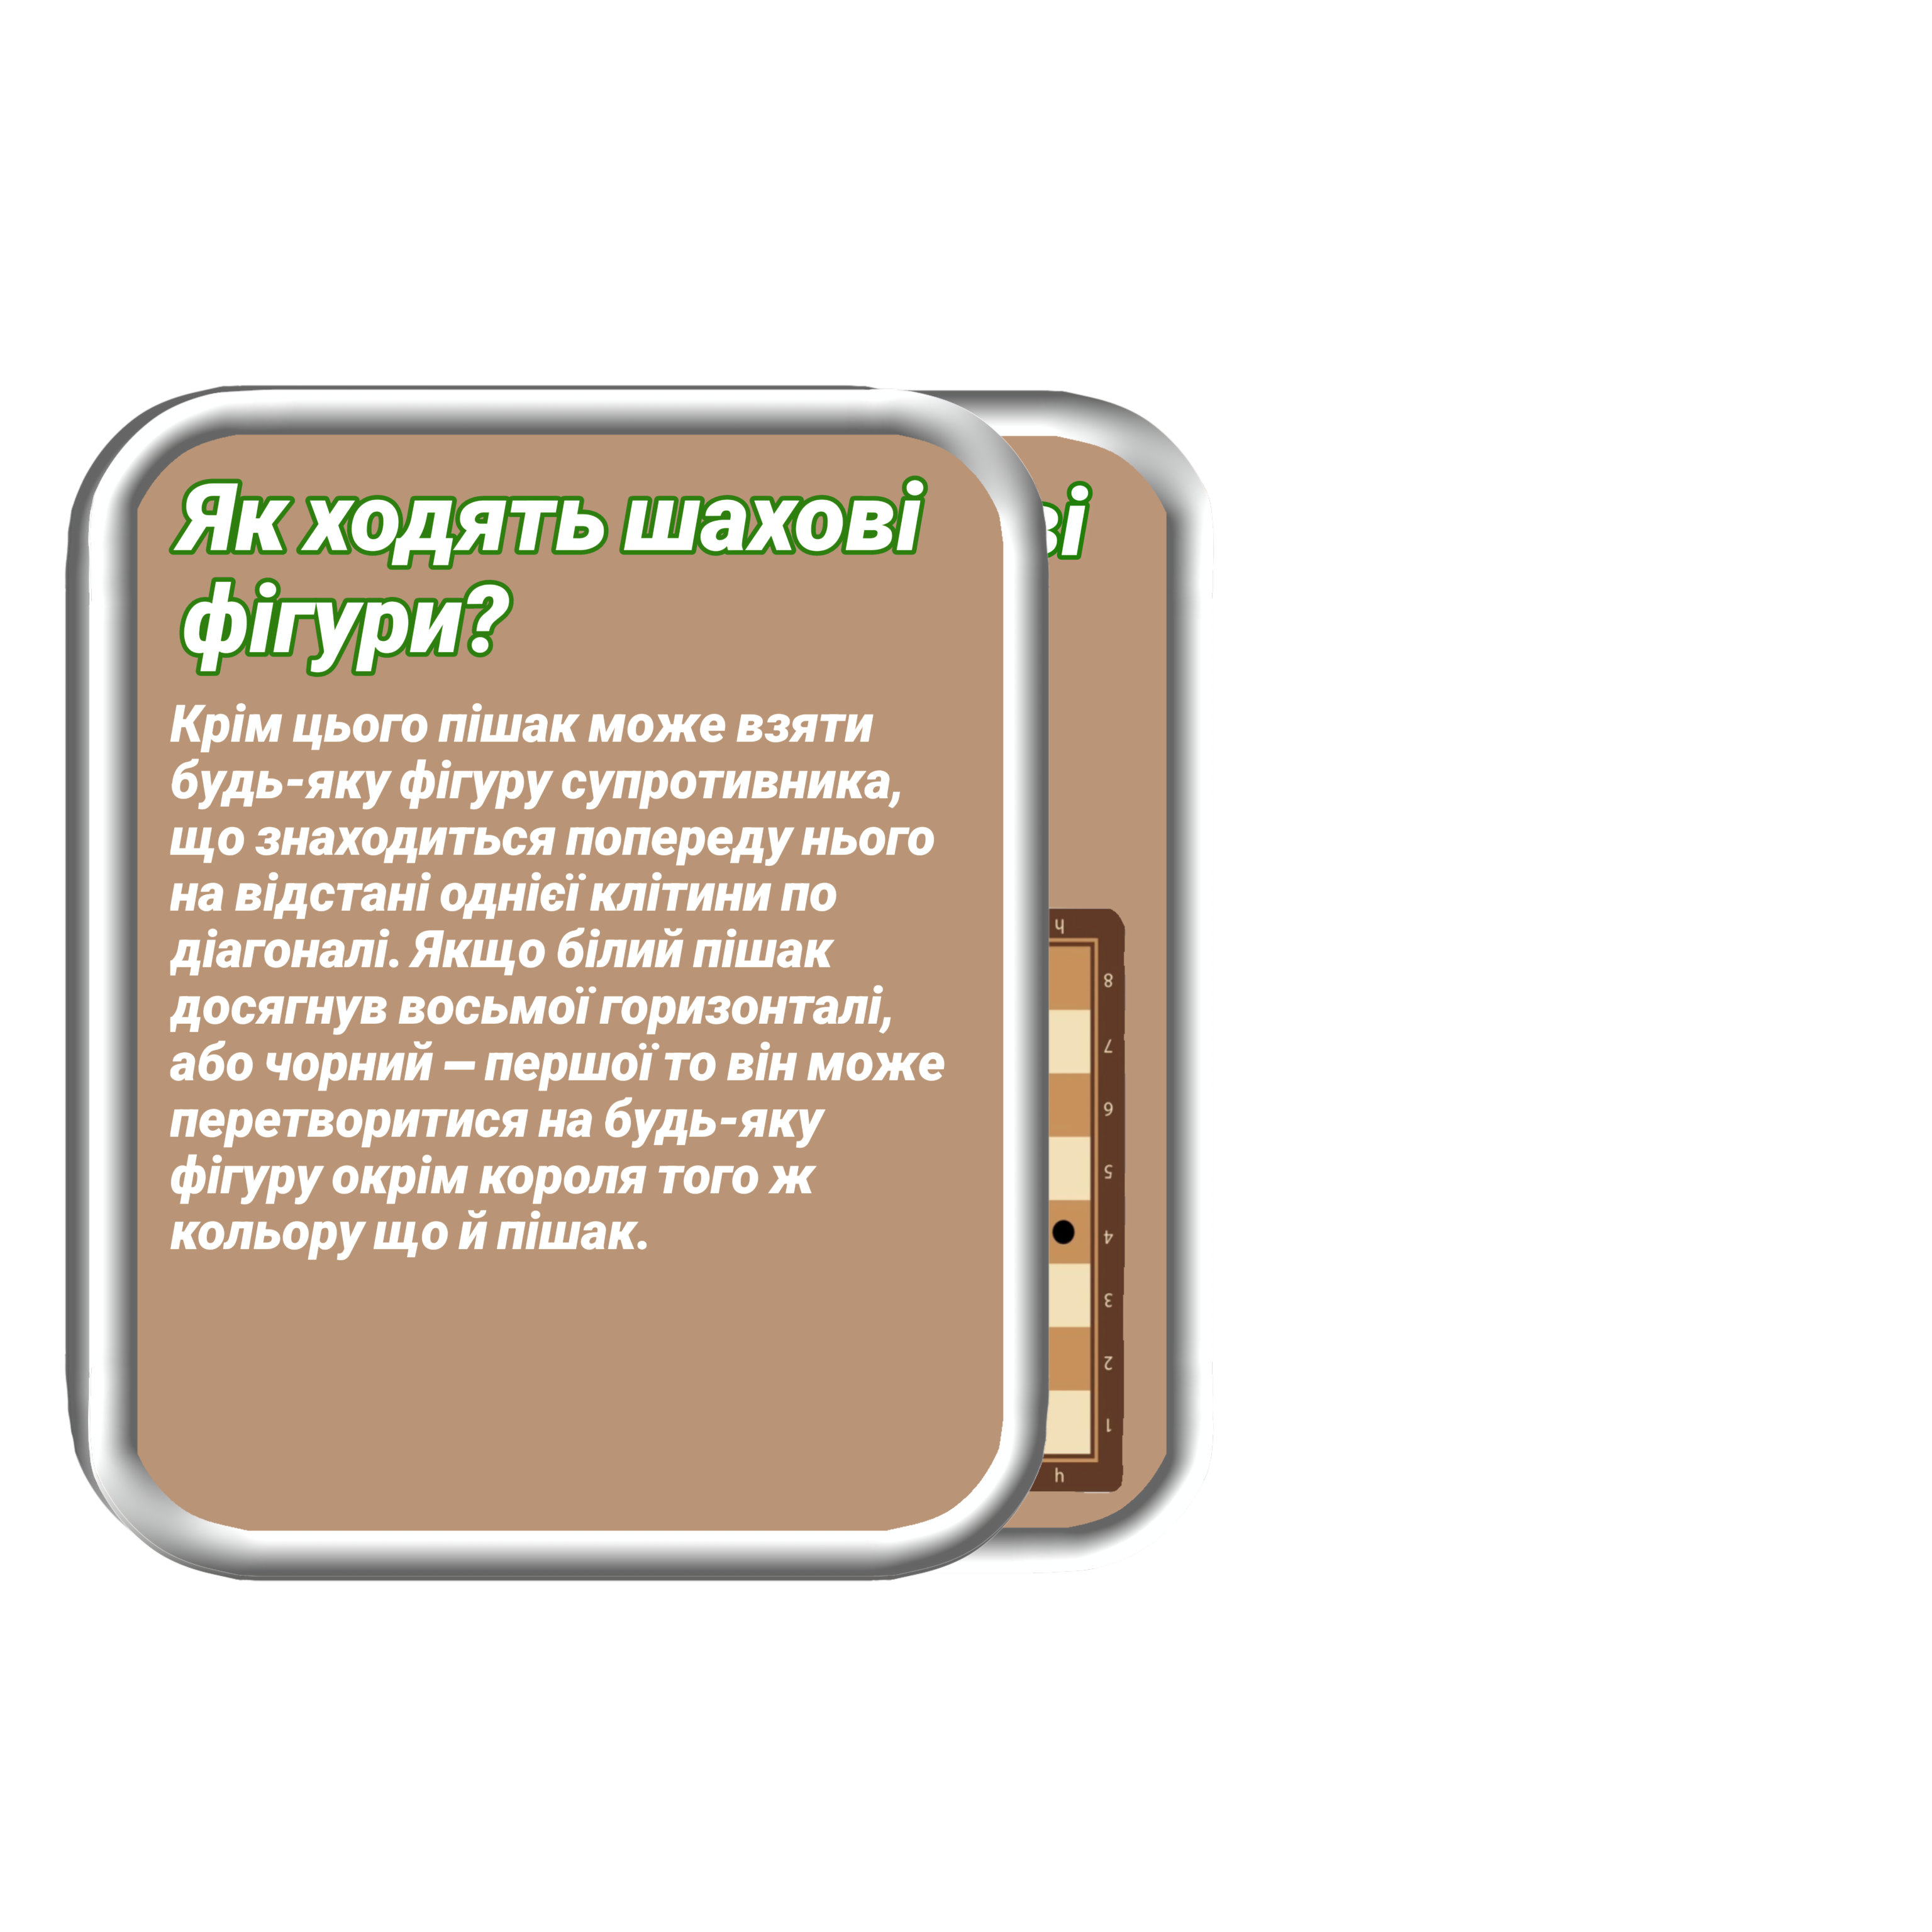 Як ходять шахові
фігури?
Крім цього пішак може взяти
будь-яку фігуру супротивника,
що знаходиться попереду нього
на відстані однієї клітини по
діагоналі. Якщо білий пішак
досягнув восьмої горизонталі,
або чорний — першої то він може
перетворитися на будь-яку
фігуру окрім короля того ж
кольору що й пішак.
ві
h
8
7
6
5
4
3
2
1
h